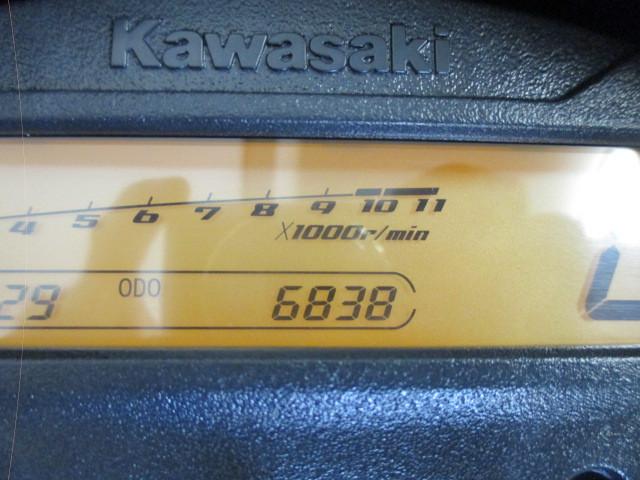 Kawasaki
4 5 6 7 8 9 10 11
X1000r/min
29 ODO 6838